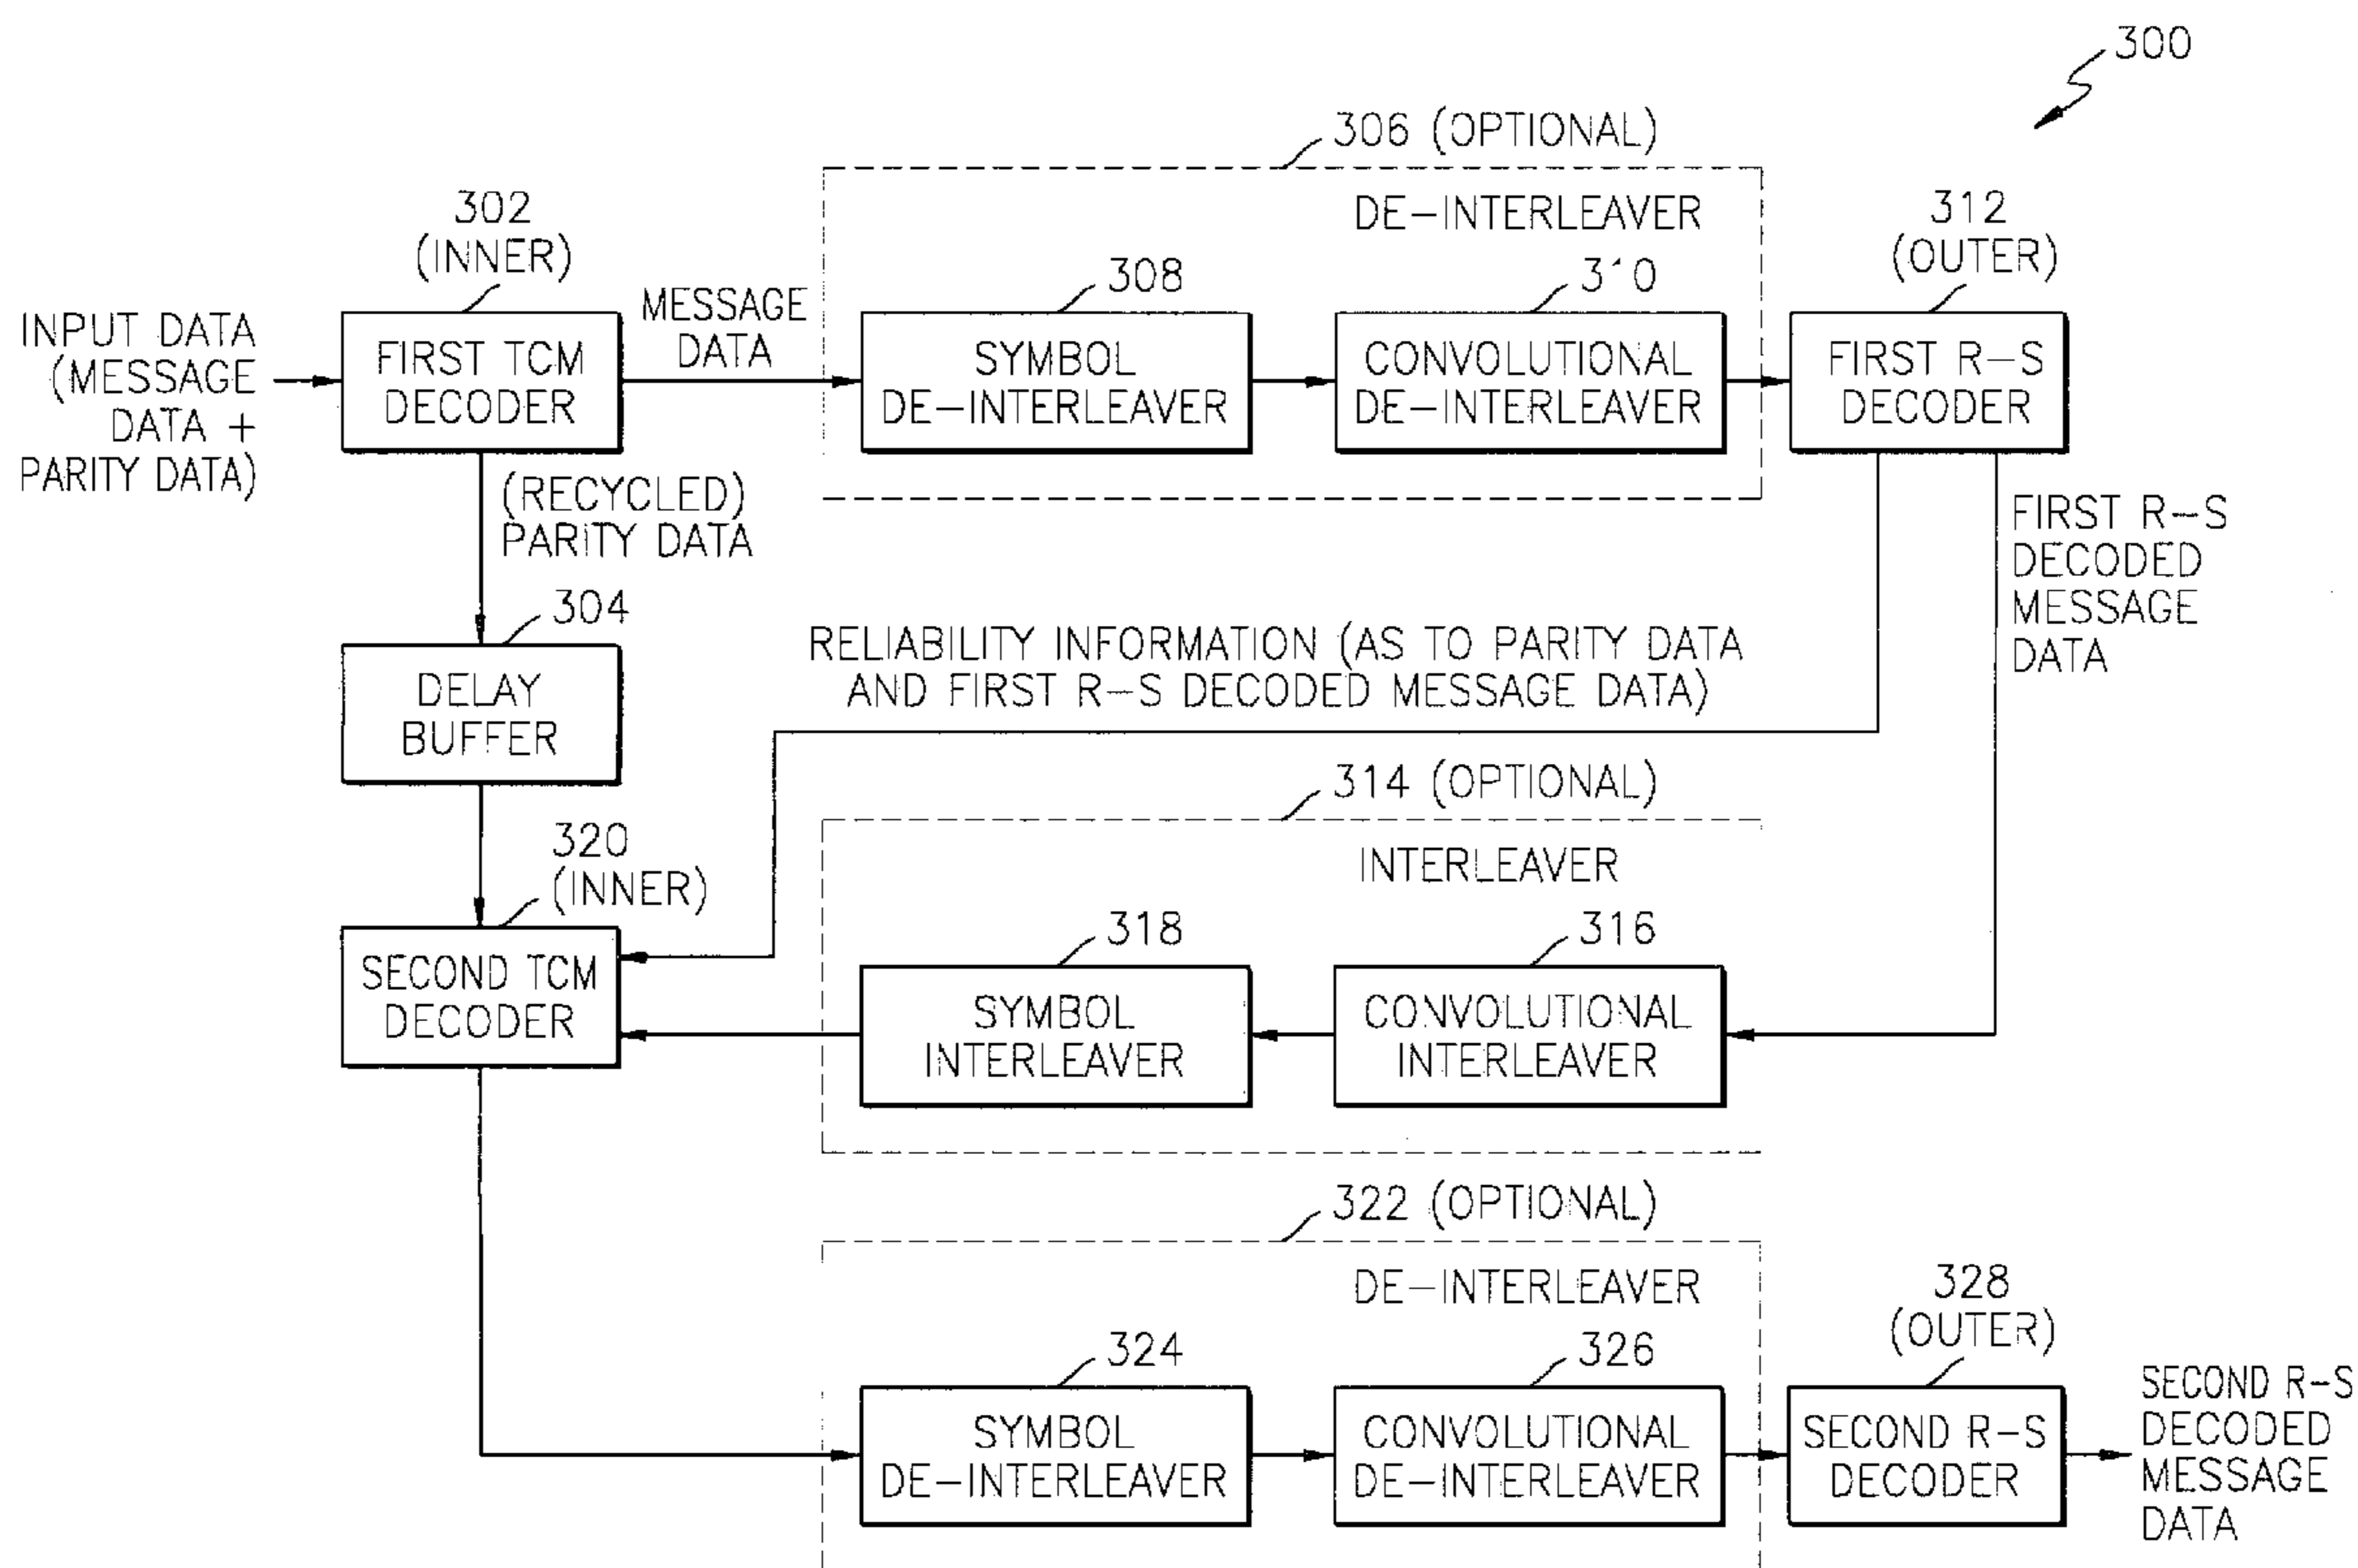 300
306 (OPTIONAL)
DE-INTERLEAVER
302
(INNER)
308
310
312
(OUTER)
INPUT DATA
(MESSAGE
DATA +
PARITY DATA)
FIRST TCM
DECODER
MESSAGE
DATA
SYMBOL
DE-INTERLEAVER
CONVOLUTIONAL
DE-INTERLEAVER
FIRST R-S
DECODER
(RECYCLED)
PARITY DATA
FIRST R-S
DECODED
MESSAGE
DATA
304
DELAY
BUFFER
RELIABILITY INFORMATION (AS TO PARITY DATA
AND FIRST R-S DECODED MESSAGE DATA)
314 (OPTIONAL)
INTERLEAVER
320
(INNER)
318
316
SECOND TCM
DECODER
SYMBOL
INTERLEAVER
CONVOLUTIONAL
INTERLEAVER
322 (OPTIONAL)
DE-INTERLEAVER
324
326
328
(OUTER)
SYMBOL
DE-INTERLEAVER
CONVOLUTIONAL
DE-INTERLEAVER
SECOND R-S
DECODER
SECOND R-S
DECODED
MESSAGE
DATA